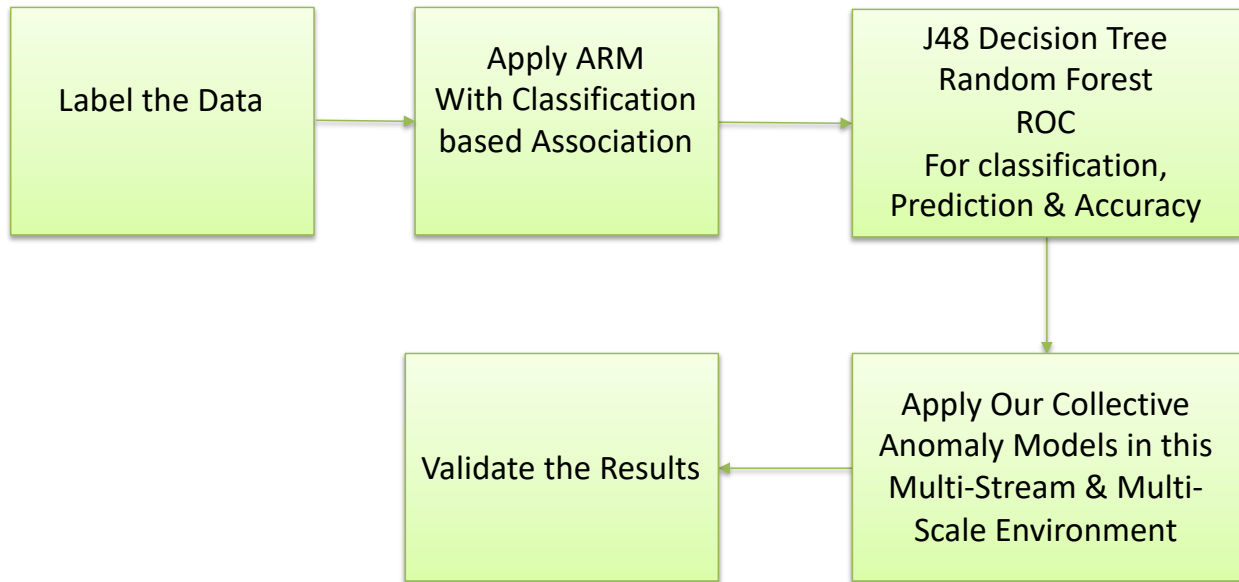 Label the Data
Apply ARM
With Classification
based Association
J48 Decision Tree
Random Forest
ROC
For classification,
Prediction & Accuracy
Apply Our Collective
Anomaly Models in this
Multi-Stream & Multi-
Scale Environment
Validate the Results